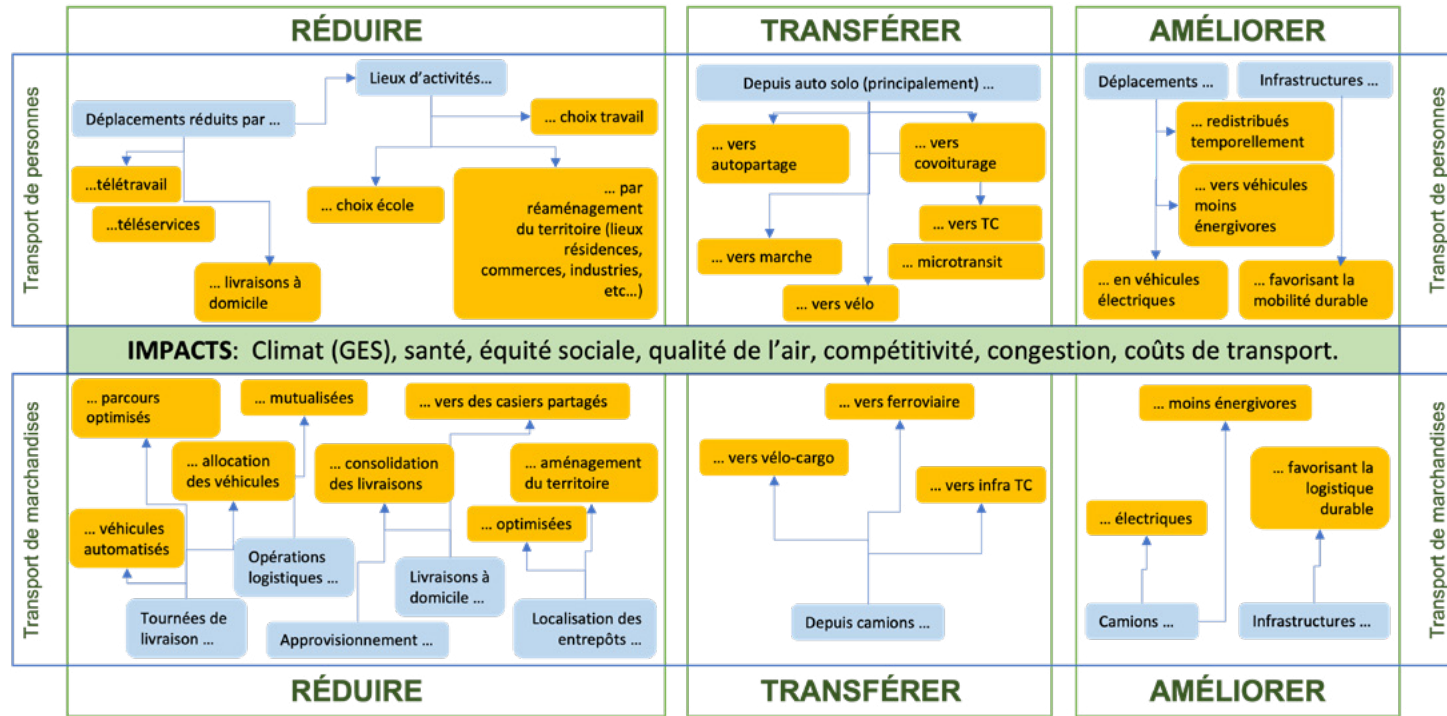 RÉDUIRE
TRANSFÉRER
AMÉLIORER
Transport de personnes
Lieux d'activités...
Déplacements réduits par ...
... choix travail
...télétravail
...téléservices
... choix école
... livraisons à
domicile
... par
réaménagement
du territoire (lieux
résidences,
commerces, industries,
etc...)
Depuis auto solo (principalement) ...
... vers
autopartage
... vers
covoiturage
... vers TC
... vers marche
... microtransit
... vers vélo
Déplacements ...
Infrastructures ...
... redistribués
temporellement
... vers véhicules
moins
énergivores
... en véhicules
électriques
... favorisant la
mobilité durable
Transport de personnes
IMPACTS: Climat (GES), santé, équité sociale, qualité de l'air, compétitivité, congestion, coûts de transport.
Transport de marchandises
... parcours
optimisés
... mutualisées
... vers des casiers partagés
... allocation
des véhicules
... consolidation
des livraisons
... aménagement
du territoire
... véhicules
automatisés
... optimisées
Opérations
logistiques ...
Livraisons à
domicile ...
Tournées de
livraison ...
Approvisionnement ...
Localisation des
entrepôts ...
... vers ferroviaire
... vers vélo-cargo
... vers infra TC
Depuis camions ...
... moins énergivores
... favorisant la
logistique
durable
... électriques
Camions ...
Infrastructures ...
Transport de marchandises
RÉDUIRE
TRANSFÉRER
AMÉLIORER